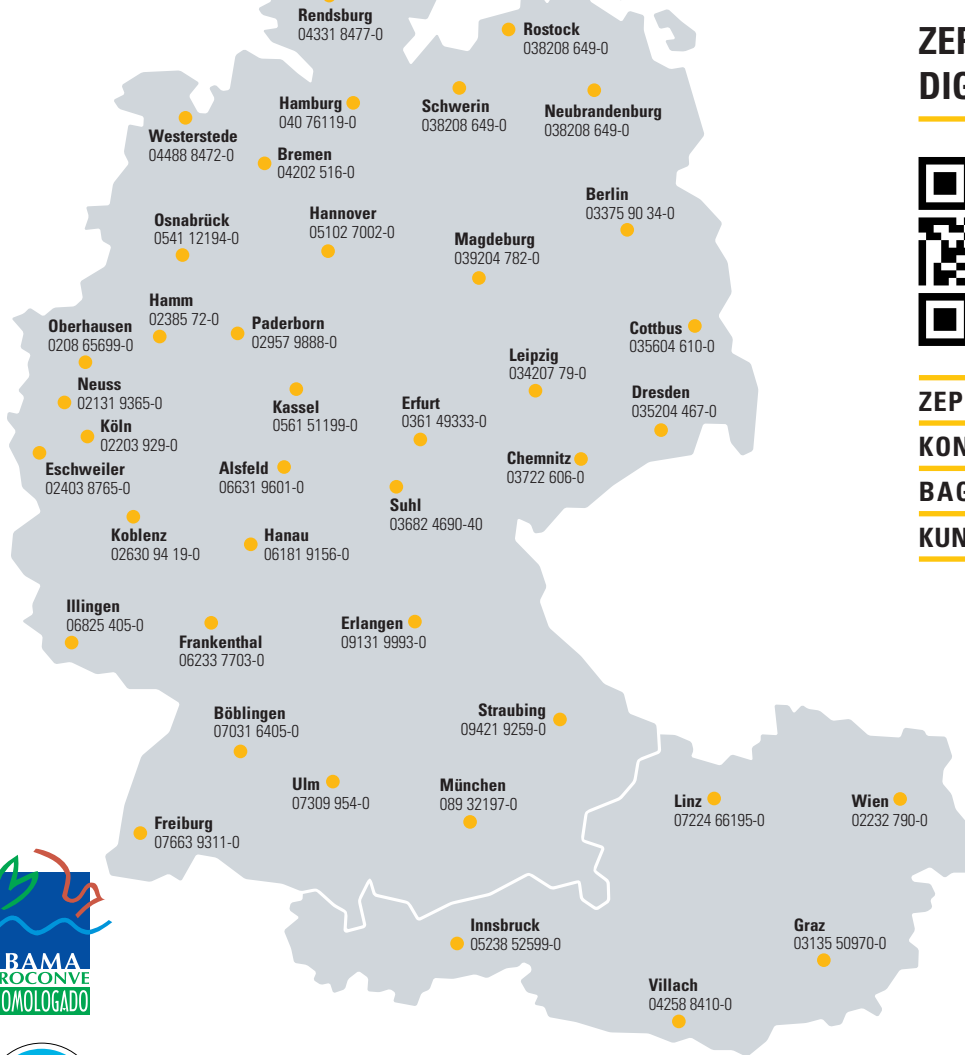 Rendsburg
04331 8477-0
Rostock
038208 649-0
Hamburg
040 76119-0
Schwerin
038208 649-0
Neubrandenburg
038208 649-0
Westerstede
04488 8472-0
Bremen
04202 516-0
Berlin
03375 90 34-0
Osnabrück
0541 12194-0
Hannover
05102 7002-0
Magdeburg
039204 782-0
Hamm
02385 72-0
Oberhausen
0208 65699-0
Paderborn
02957 9888-0
Cottbus
035604 610-0
Leipzig
034207 79-0
Neuss
02131 9365-0
Kassel
0561 51199-0
Erfurt
0361 49333-0
Dresden
035204 467-0
Köln
02203 929-0
Eschweiler
02403 8765-0
Alsfeld
06631 9601-0
Chemnitz
03722 606-0
Suhl
03682 4690-40
Koblenz
02630 94 19-0
Hanau
06181 9156-0
Illingen
06825 405-0
Frankenthal
06233 7703-0
Erlangen
09131 9993-0
Böblingen
07031 6405-0
Straubing
09421 9259-0
Ulm
07309 954-0
München
089 32197-0
Linz
07224 66195-0
Wien
02232 790-0
Freiburg
07663 9311-0
Innsbruck
05238 52599-0
Graz
03135 50970-0
Villach
04258 8410-0
ZEP
KON
BAG
KUN
DIG
BAMA
ROCONVE
OMOLOGADO